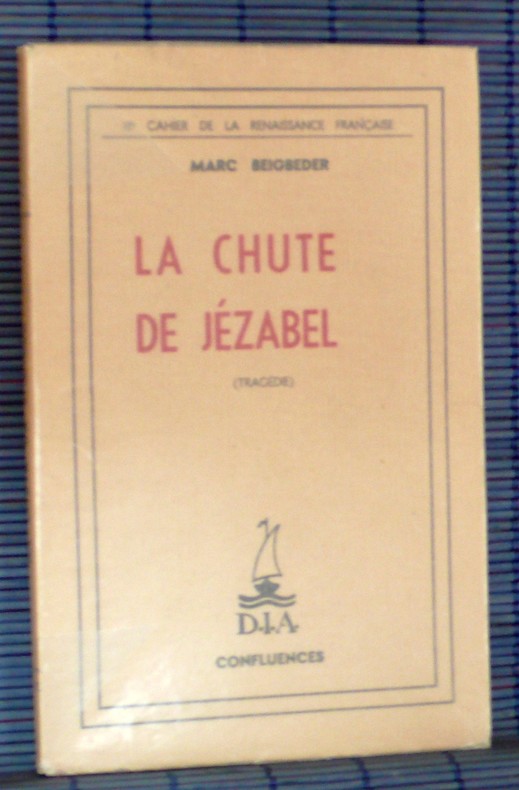 CAHIER DE LA RENAISSANCE FRANÇAISE
MARC BEIGBEDER
LA CHUTE
DE JÉZABEL
(TRAGÉDIE)
D.I.A.
CONFLUENCES